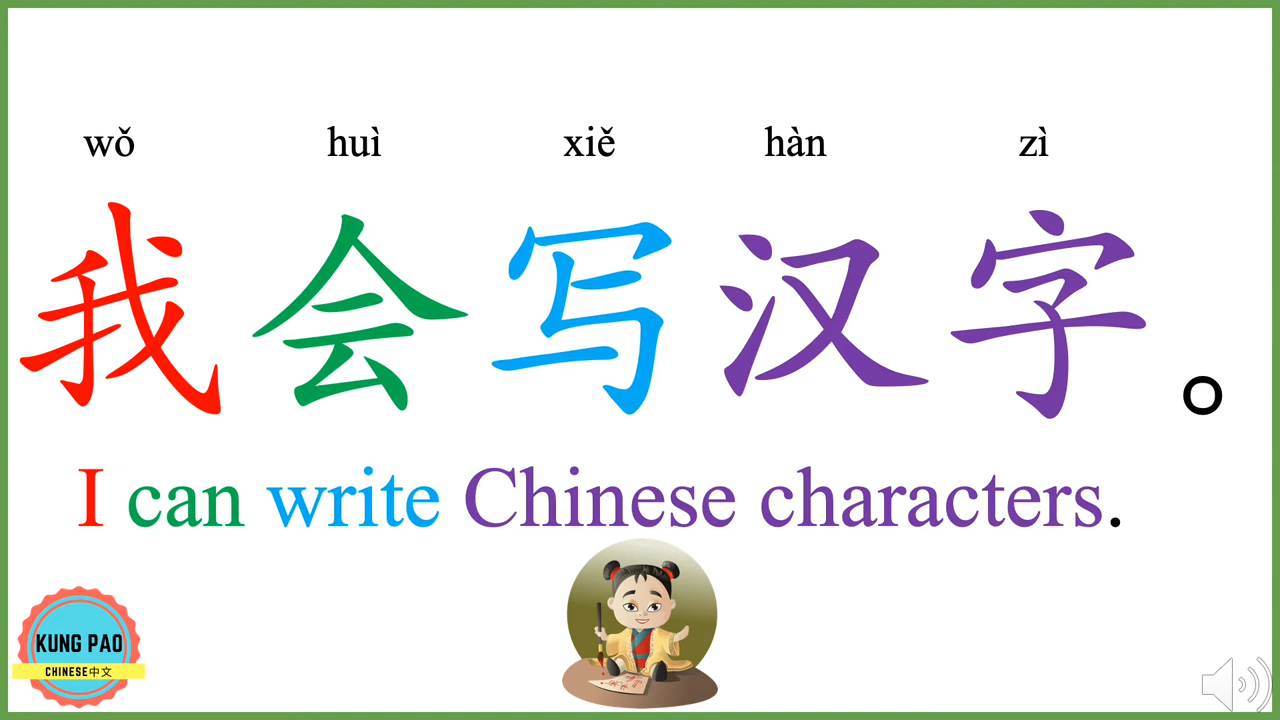 wǒ huì xiě hàn zì
我会写汉字。
I can write Chinese characters.
KUNG PAO
CHINESE中文